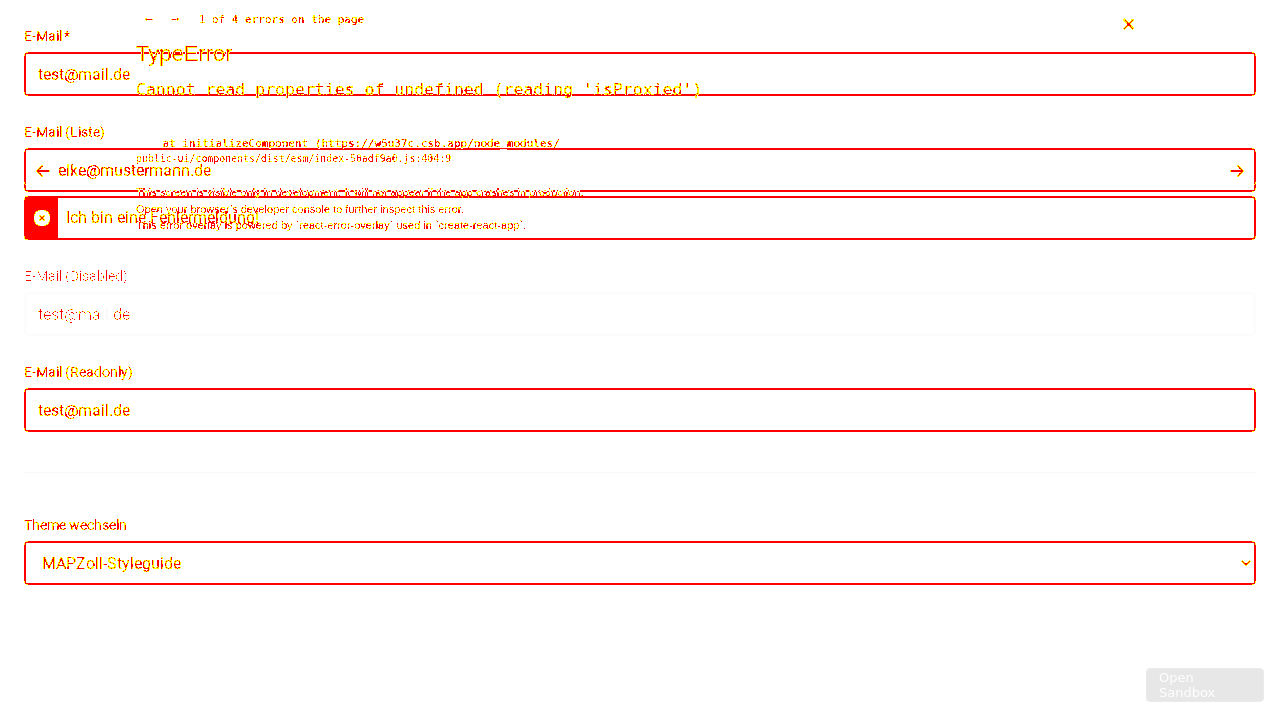 ← → 1 of 4 errors on the page
E-Mail *
TypeError
test@mail.de
Cannot read properties of undefined (reading 'isProxied')
E-Mail (Liste)
at initializeComponent (https://w6o37c.csb.app/node_modules/
public-ui/components/dist/esm/index-5hadf9a6.js:404:9
← elke@mustermann.de →
This screen is visible only in development. It will not appear if the app crashes in production.
Open your browser's developer console to further inspect this error.
Ich bin eine Fehlermeldung!
This error overlay is powered by `react-error-overlay` used in `create-react-app`.
E-Mail (Disabled)
test@mail.de
E-Mail (Readonly)
test@mail.de
Theme wechseln
MAPZoll-Styleguide
Open
Sandbox